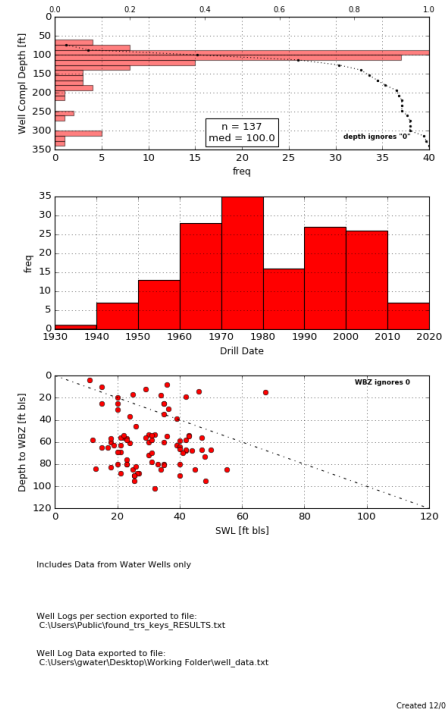 0.0 0.2 0.4 0.6 0.8 1.0
0
50
100
150
200
250
300
350
Well Compl Depth [ft]
n = 137
med = 100.0
depth ignores "0"
0 5 10 15 20 25 30 35 40
freq
35
30
25
20
15
10
5
0
freq
1930 1940 1950 1960 1970 1980 1990 2000 2010 2020
Drill Date
0
20
40
60
80
100
120
Depth to WBZ [ft bls]
WBZ ignores 0
0 20 40 60 80 100 120
SWL [ft bls]
Includes Data from Water Wells only
Well Logs per section exported to file:
C:\Users\Public\found_trs_keys_RESULTS.txt
Well Log Data exported to file:
C:\Users\gwater\Desktop\Working Folder\well_data.txt
Created 12/0